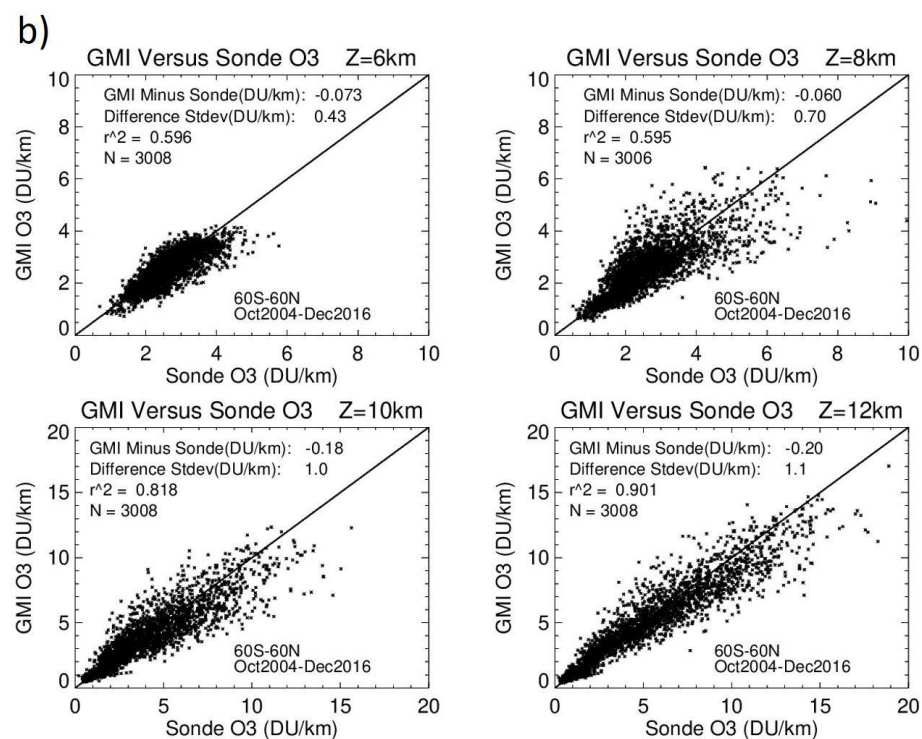 b)
GMI Versus Sonde O3 Z=6km
GMI Minus Sonde(DU/km): -0.073
Difference Stdev(DU/km): 0.43
r^2 = 0.596
N = 3008
60S-60N
Oct2004-Dec2016
GMI O3 (DU/km)
10
8
6
4
2
0
0 2 4 6 8 10
Sonde O3 (DU/km)
GMI Versus Sonde O3 Z=8km
GMI Minus Sonde(DU/km): -0.060
Difference Stdev(DU/km): 0.70
r^2 = 0.595
N = 3006
60S-60N
Oct2004-Dec2016
GMI O3 (DU/km)
10
8
6
4
2
0
0 2 4 6 8 10
Sonde O3 (DU/km)
GMI Versus Sonde O3 Z=10km
GMI Minus Sonde(DU/km): -0.18
Difference Stdev(DU/km): 1.0
r^2 = 0.818
N = 3008
60S-60N
Oct2004-Dec2016
GMI O3 (DU/km)
20
15
10
5
0
0 5 10 15 20
Sonde O3 (DU/km)
GMI Versus Sonde O3 Z=12km
GMI Minus Sonde(DU/km): -0.20
Difference Stdev(DU/km): 1.1
r^2 = 0.901
N = 3008
60S-60N
Oct2004-Dec2016
GMI O3 (DU/km)
20
15
10
5
0
0 5 10 15 20
Sonde O3 (DU/km)